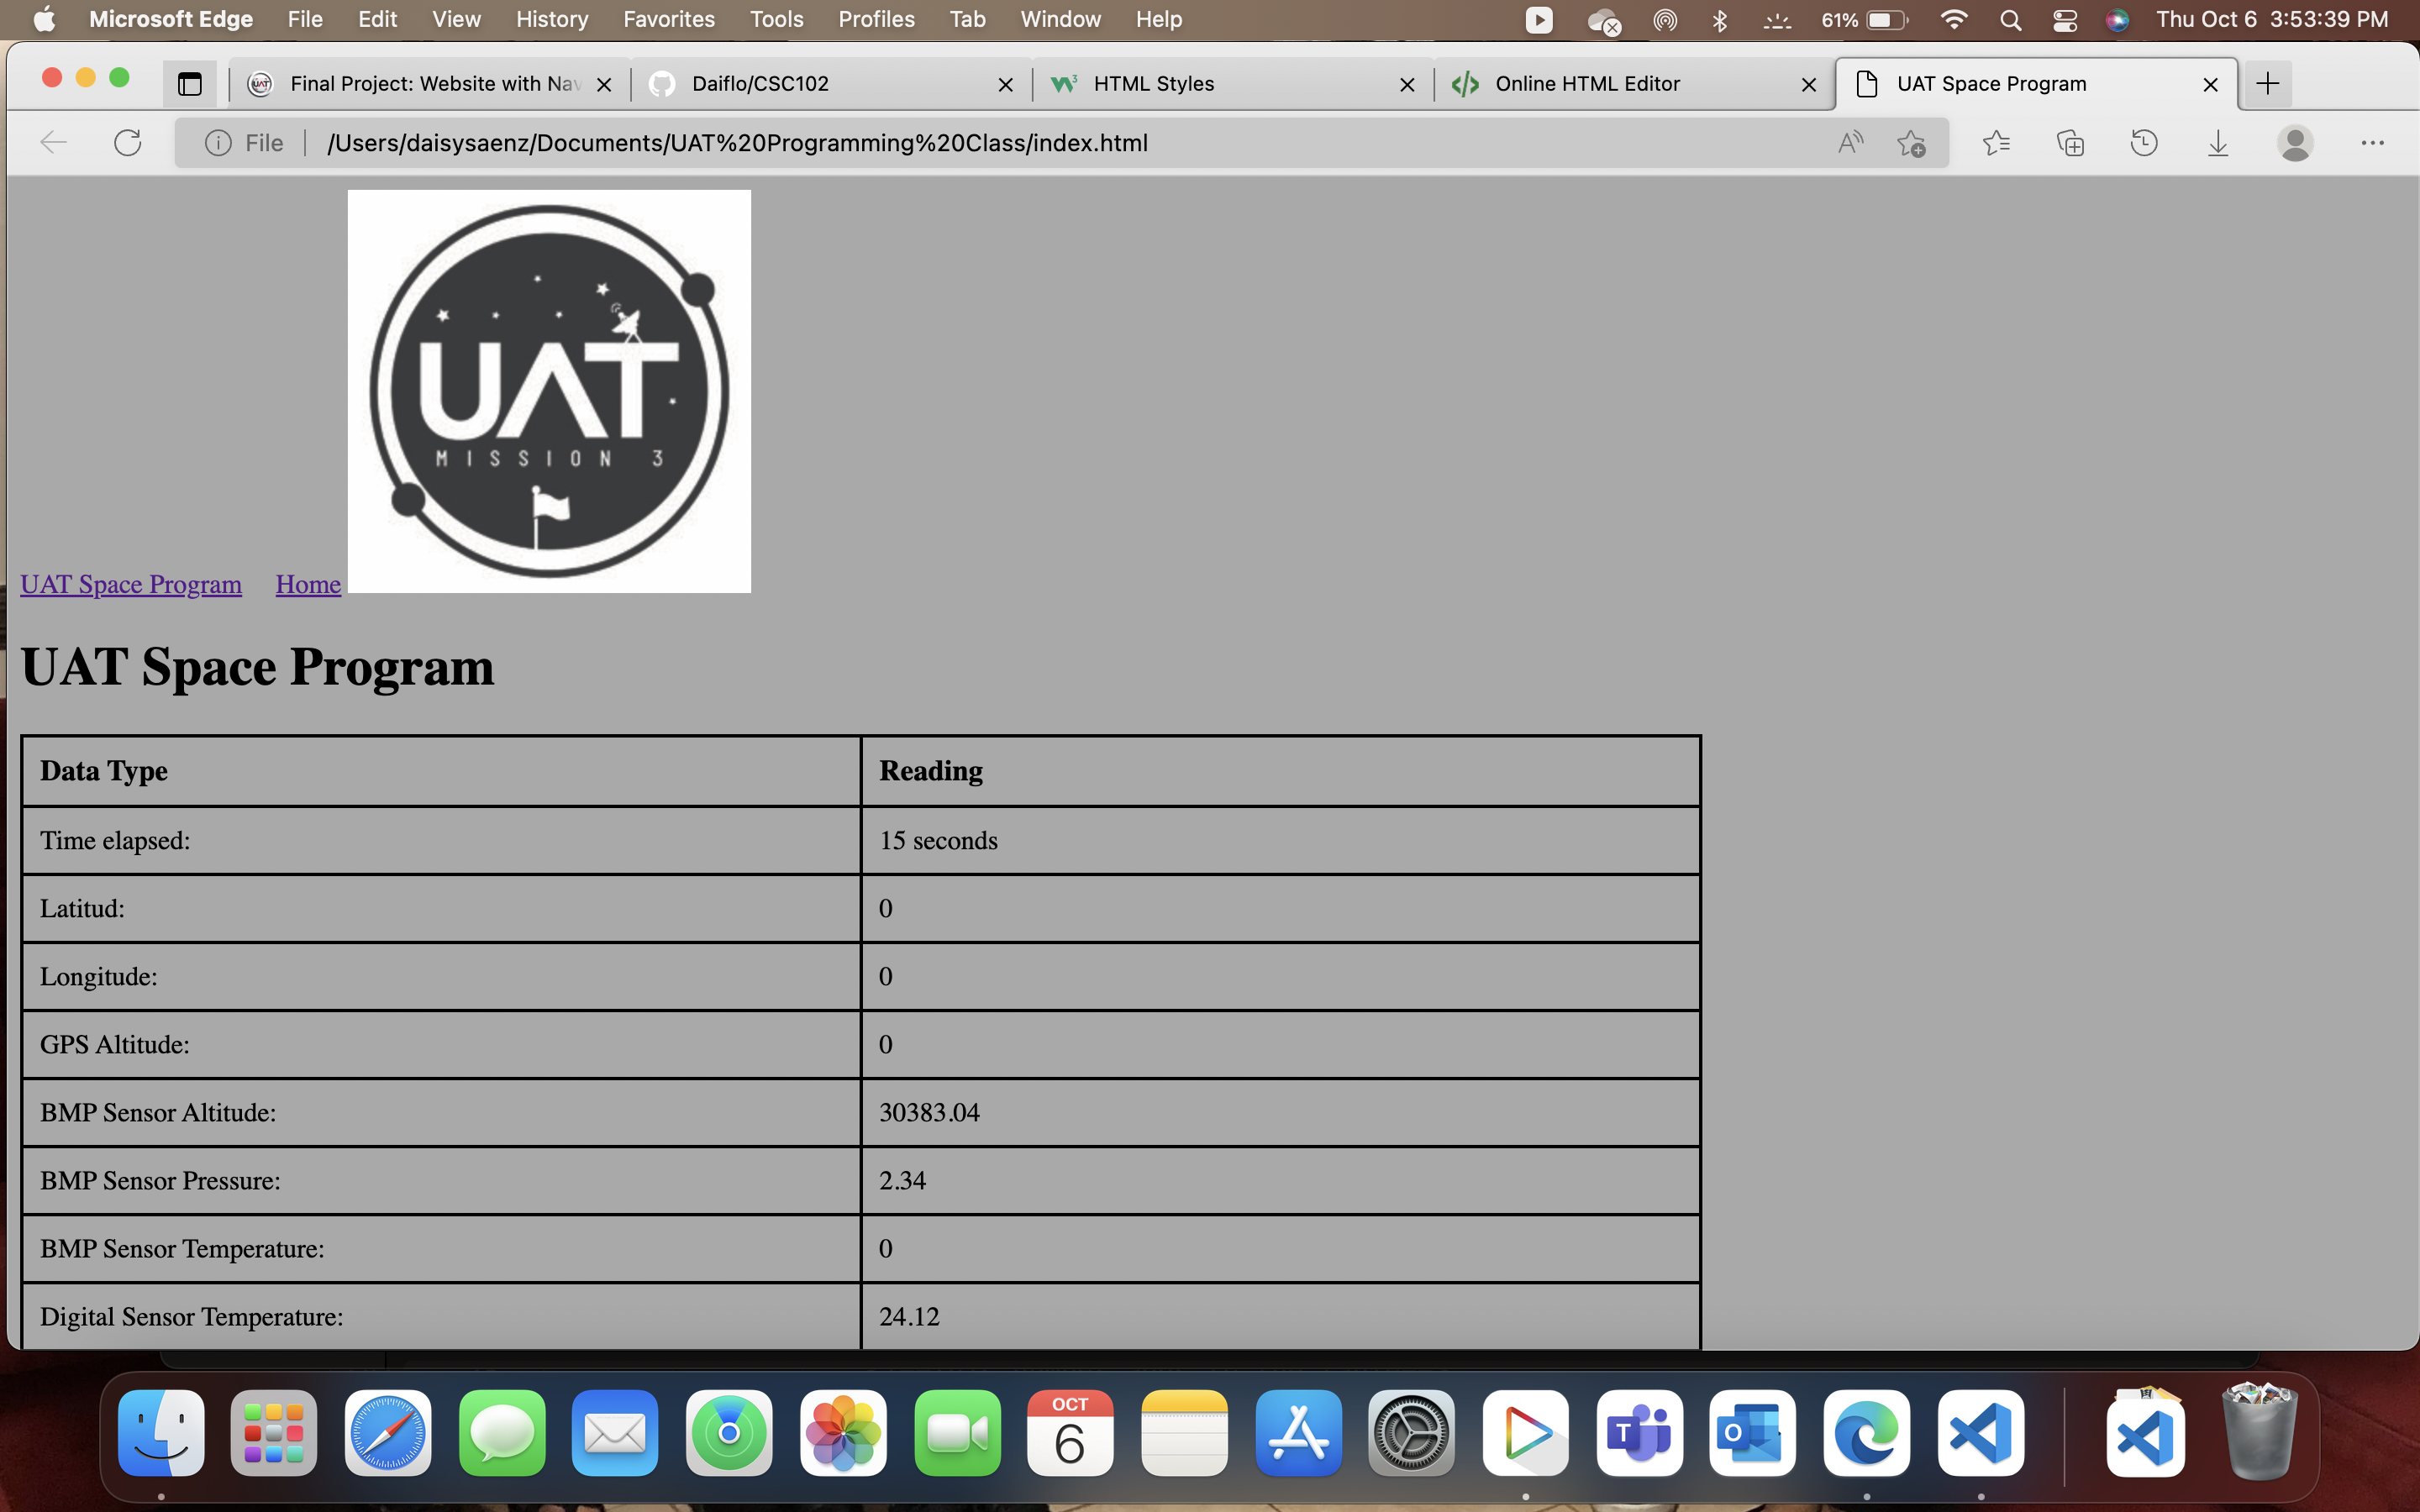 Microsoft Edge File Edit View History Favorites Tools Profiles Tab Window Help 61% Thu Oct 6 3:53:39 PM
Final Project: Website with Nav Daiflo/CSC102 HTML Styles Online HTML Editor UAT Space Program
File /Users/daisysaenz/Documents/UAT%20Programming%20Class/index.html
UAT
MISSION 3
UAT Space Program Home
UAT Space Program
Data Type Reading
Time elapsed: 15 seconds
Latitud: 0
Longitude: 0
GPS Altitude: 0
BMP Sensor Altitude: 30383.04
BMP Sensor Pressure: 2.34
BMP Sensor Temperature: 0
Digital Sensor Temperature: 24.12
OCT
6